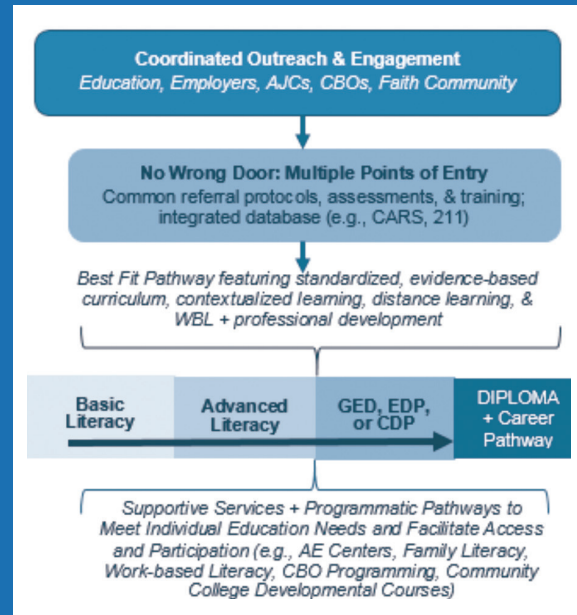 Coordinated Outreach & Engagement
Education, Employers, AJCs, CBOs, Faith Community
No Wrong Door: Multiple Points of Entry
Common referral protocols, assessments, & training;
integrated database (e.g., CARS, 211)
Best Fit Pathway featuring standardized, evidence-based
curriculum, contextualized learning, distance learning, &
WBL + professional development
Basic
Literacy
Advanced
Literacy
GED, EDP,
or CDP
DIPLOMA
+ Career
Pathway
Supportive Services + Programmatic Pathways to
Meet Individual Education Needs and Facilitate Access
and Participation (e.g., AE Centers, Family Literacy,
Work-based Literacy, CBO Programming, Community
College Developmental Courses)